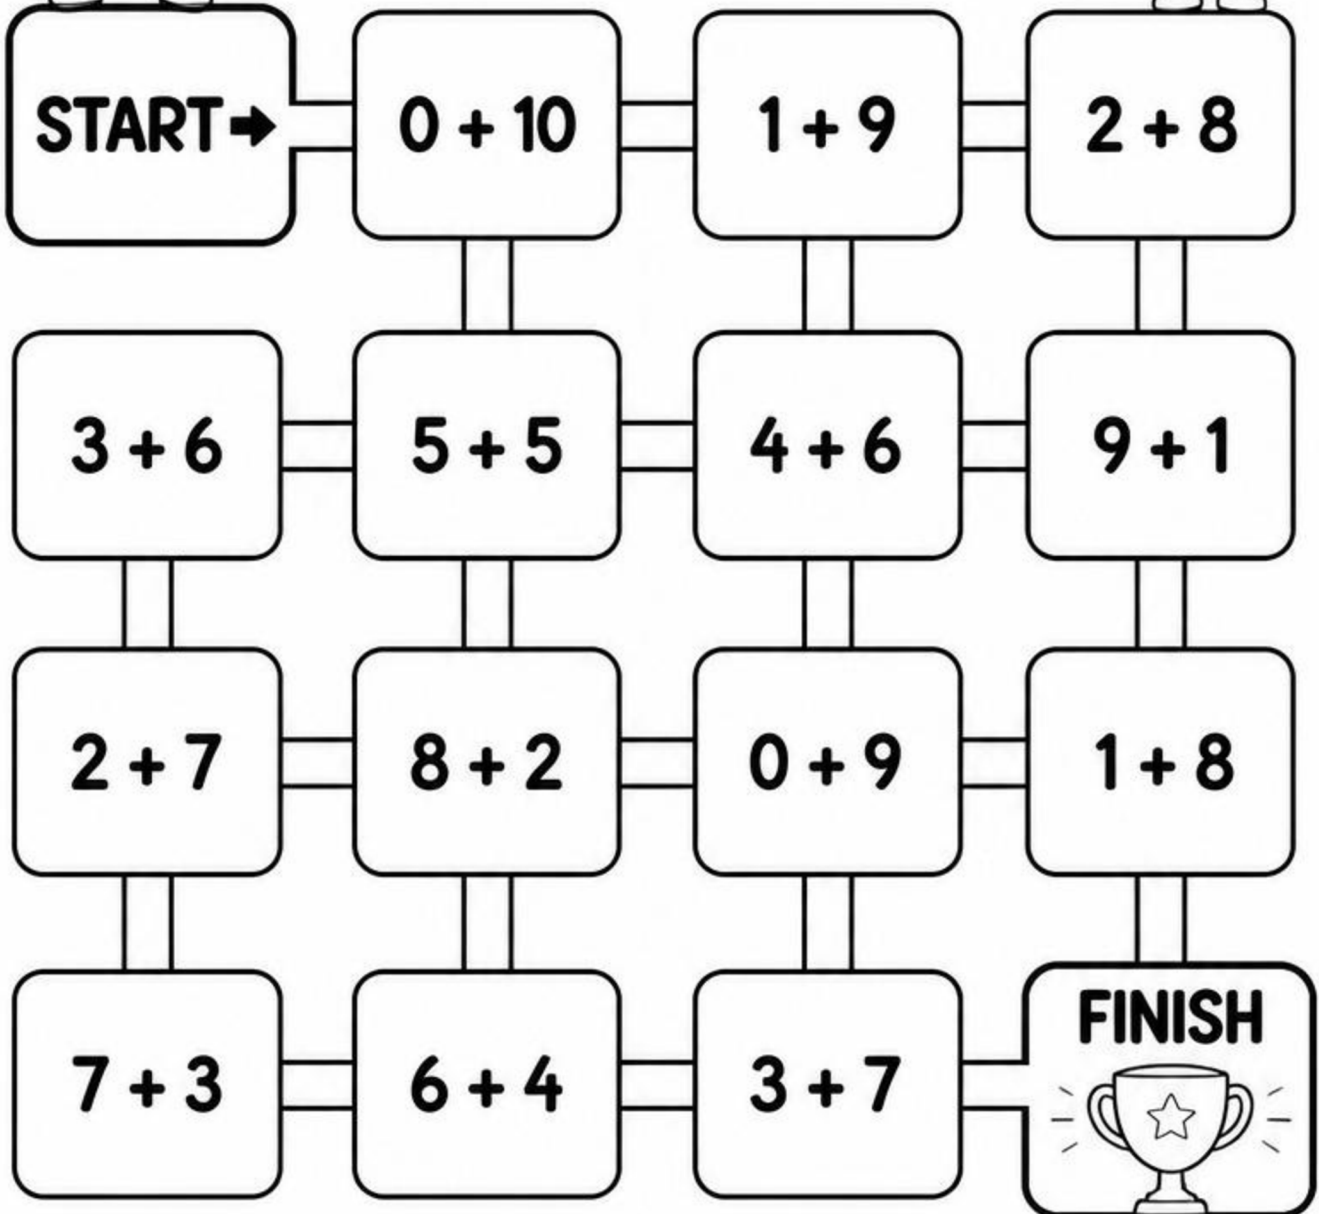 START 0 + 10 1 + 9 2 + 8
3 + 6 5 + 5 4 + 6 9 + 1
2 + 7 8 + 2 0 + 9 1 + 8
7 + 3 6 + 4 3 + 7 FINISH